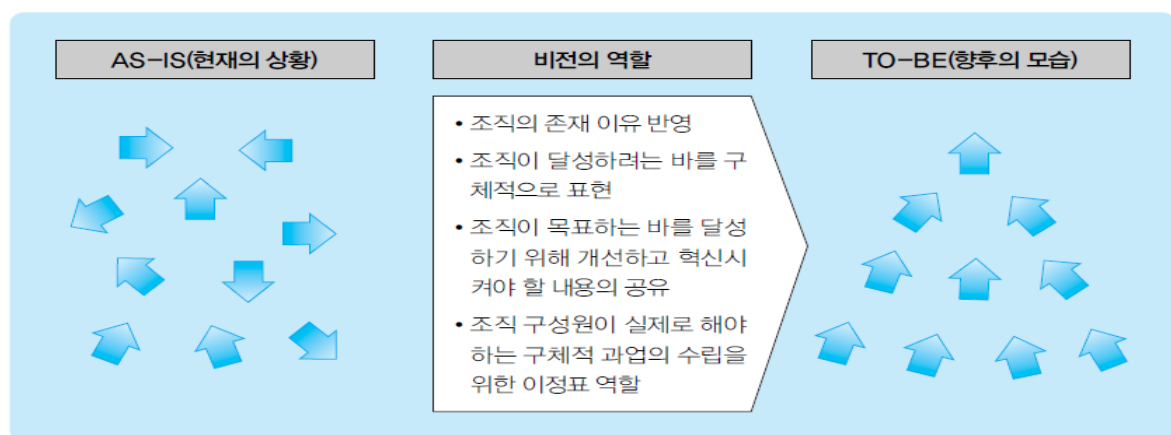 AS-IS(현재의 상황)
비전의 역할
TO-BE(향후의 모습)
• 조직의 존재 이유 반영
• 조직이 달성하려는 바를 구
체적으로 표현
• 조직이 목표하는 바를 달성
하기 위해 개선하고 혁신시
켜야 할 내용의 공유
• 조직 구성원이 실제로 해야
하는 구체적 과업의 수립을
위한 이정표 역할